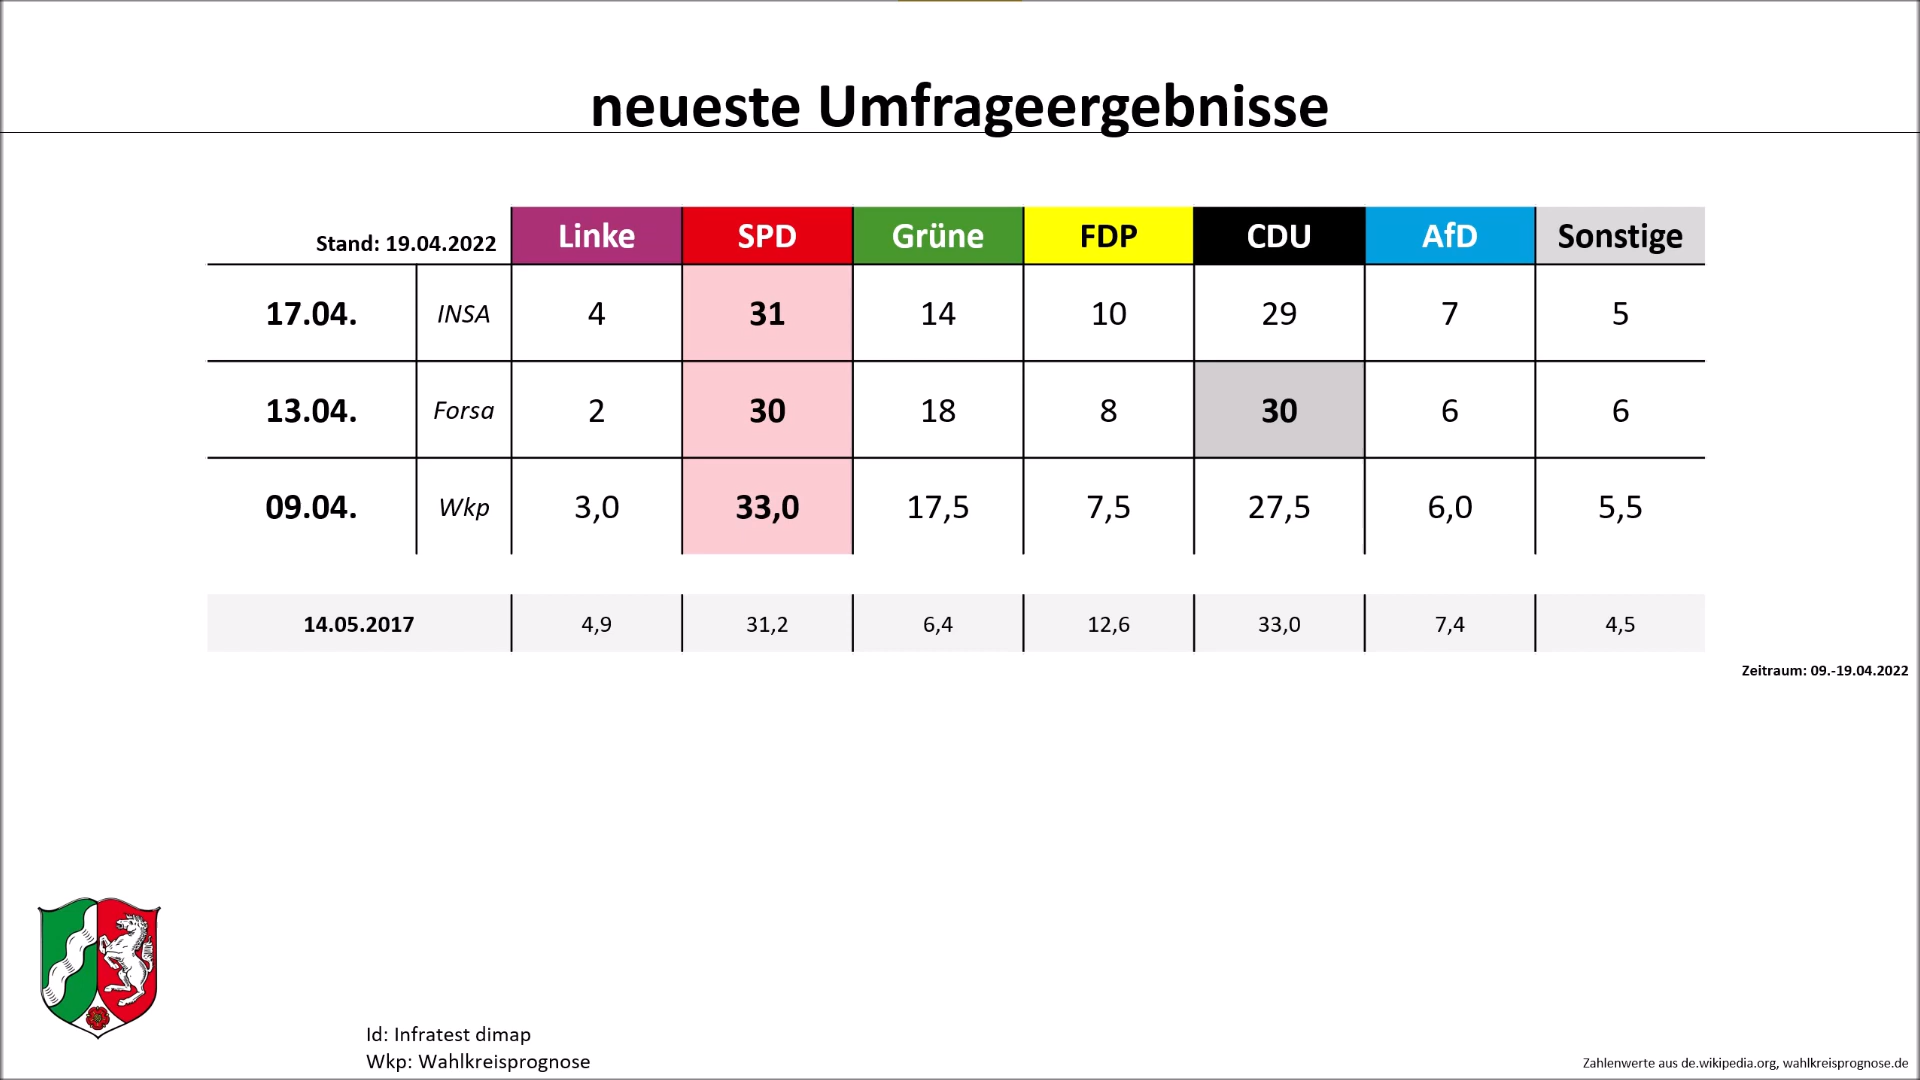 neueste Umfrageergebnisse
Stand: 19.04.2022 Linke SPD Grüne FDP CDU AfD Sonstige
17.04. INSA 4 31 14 10 29 7 5
13.04. Forsa 2 30 18 8 30 6 6
09.04. Wkp 3,0 33,0 17,5 7,5 27,5 6,0 5,5
14.05.2017 4,9 31,2 6,4 12,6 33,0 7,4 4,5
Zeitraum: 09.-19.04.2022
Id: Infratest dimap
Wkp: Wahlkreisprognose
Zahlenwerte aus de.wikipedia.org, wahlkreisprognose.de